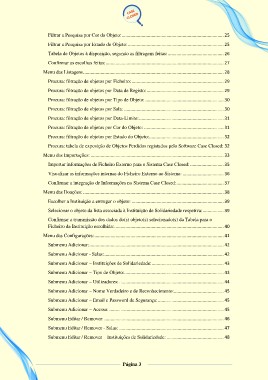 Filtrar a Pesquisa por Cor do Objeto: 25
Filtrar a Pesquisa por Estado do Objeto: 25
Tabela de Objetos à disposição, segundo as filtragem feitas: 26
Confirmar as escolhas feitas: 27
Menu das Listagens: 28
Procurar/filtração de objetos por Ficheiro: 29
Procurar/filtração de objetos por Data de Registo: 29
Procurar/filtração de objetos por Tipo de Objeto: 30
Procurar/filtração de objetos por Sala: 30
Procurar/filtração de objetos por Data-Limite: 31
Procurar/filtração de objetos por Cor do Objeto: 31
Procurar/filtração de objetos por Estado do Objeto: 32
Procurar tabela de exposição de Objetos Perdidos registados pelo Software Case Closed: 32
Menu das Importações: 33
Importar informações de Ficheiro Externo para o Sistema Case Closed: 35
Visualizar as informações internas do Ficheiro Externo no Sistema: 36
Confirmar a integração de Informações no Sistema Case Closed: 37
Menu das Doações: 38
Escolher a Instituição a entregar o objeto: 39
Selecionar o objeto da lista associada à Instituição de Solidariedade respetiva: 39
Confirmar a transmissão dos dados do(s) objeto(s) selecionado(s) da Tabela para o
Ficheiro da Instituição escolhida: 40
Menu das Configurações: 41
Submenu Adicionar: 42
Submenu Adicionar - Salas: 43
Submenu Adicionar – Instituições de Solidariedade: 44
Submenu Adicionar – Tipo de Objeto: 44
Submenu Adicionar – Utilizadores: 44
Submenu Adicionar – Nome Verdadeiro e de Reconhecimento: 45
Submenu Adicionar – Email e Password de Segurança: 45
Submenu Adicionar – Acesso: 45
Submenu Editar / Remover: 46
Submenu Editar / Remover - Salas: 47
Submenu Editar / Remover – Instituições de Solidariedade: 48
Página 3